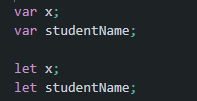 var x;
var studentName;
let x;
let studentName;